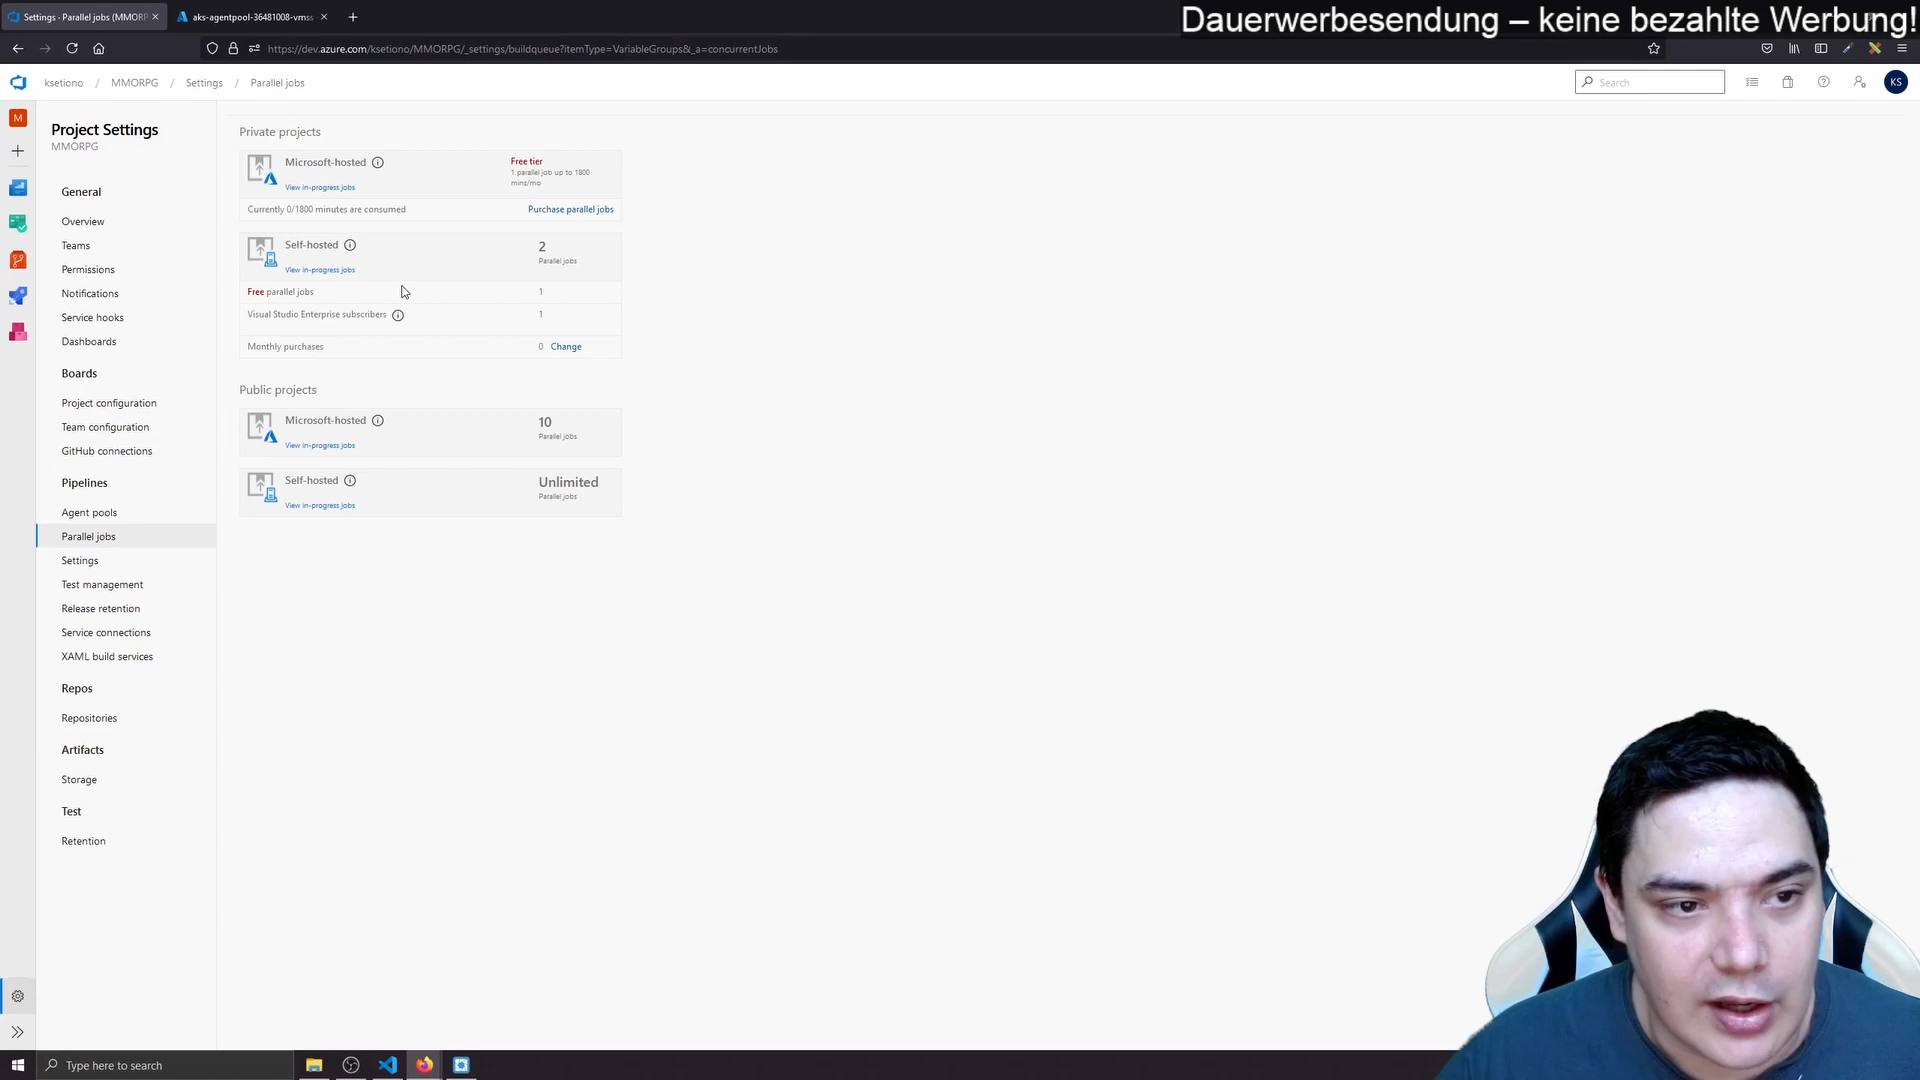 Settings · Parallel jobs (MMORP
aks-agentpool-36481008-vmss
Dauerwerbesendung – keine bezahlte Werbung!
https://dev.azure.com/ksetiono/MMORPG/_settings/buildqueue?itemType=VariableGroups&_a=concurrentJobs
ksetiono / MMORPG / Settings / Parallel jobs
Search
KS
M
Project Settings
MMORPG
General
Overview
Teams
Permissions
Notifications
Service hooks
Dashboards
Boards
Project configuration
Team configuration
GitHub connections
Pipelines
Agent pools
Parallel jobs
Settings
Test management
Release retention
Service connections
XAML build services
Repos
Repositories
Artifacts
Storage
Test
Retention
Private projects
Microsoft-hosted
View in-progress jobs
Free tier
1 parallel job up to 1800
mins/mo
Currently 0/1800 minutes are consumed
Purchase parallel jobs
Self-hosted
View in-progress jobs
2
Parallel jobs
Free parallel jobs 1
Visual Studio Enterprise subscribers 1
Monthly purchases 0 Change
Public projects
Microsoft-hosted
View in-progress jobs
10
Parallel jobs
Self-hosted
View in-progress jobs
Unlimited
Parallel jobs
Type here to search